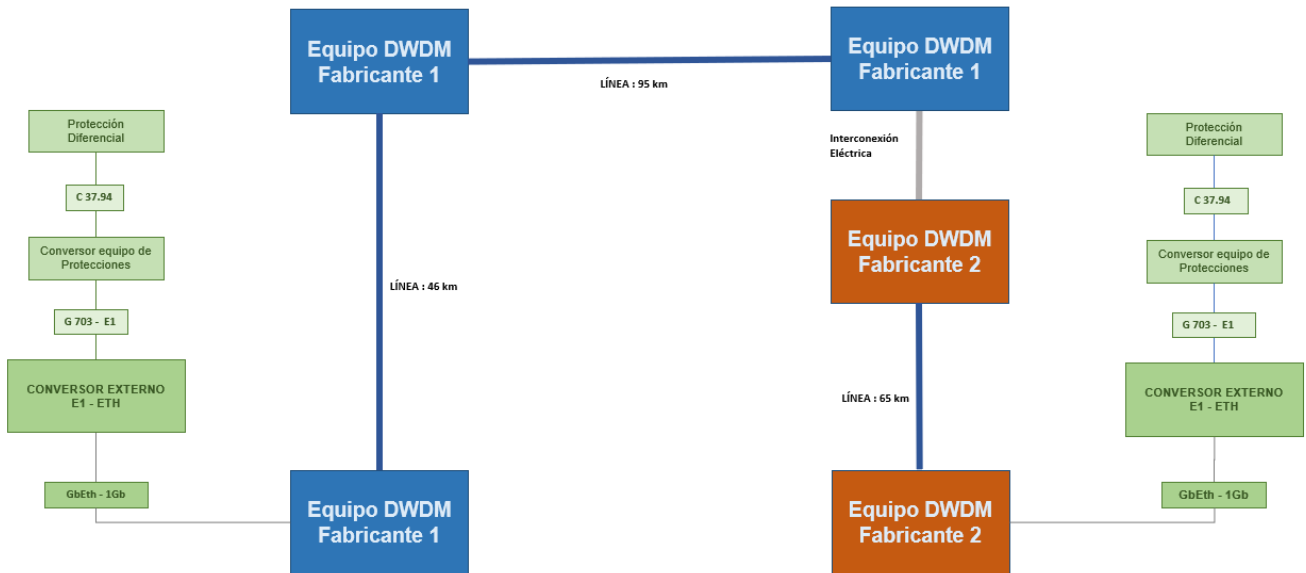 Equipo DWDM
Fabricante 1
LÍNEA : 95 km
Equipo DWDM
Fabricante 1
Protección
Diferencial
C 37.94
Conversor equipo de
Protecciones
G 703 - E1
CONVERSOR EXTERNO
E1 - ETH
GbEth - 1Gb
LÍNEA : 46 km
Equipo DWDM
Fabricante 1
Interconexión
Eléctrica
Equipo DWDM
Fabricante 2
LÍNEA : 65 km
Equipo DWDM
Fabricante 2
Protección
Diferencial
C 37.94
Conversor equipo de
Protecciones
G 703 - E1
CONVERSOR EXTERNO
E1 - ETH
GbEth - 1Gb